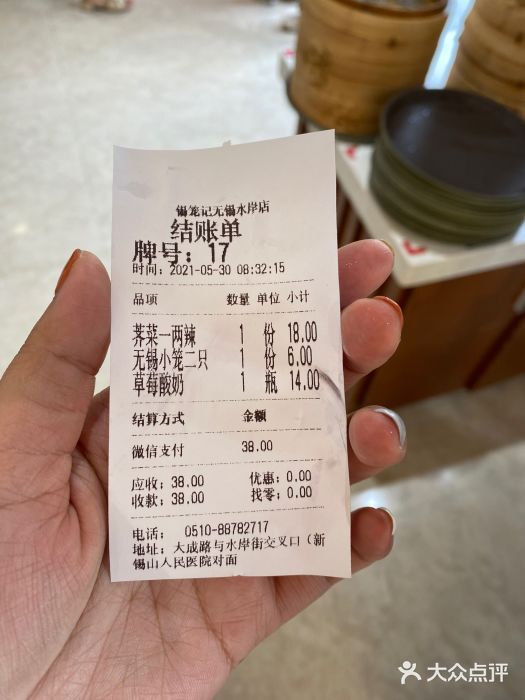 锡笼记无锡水岸店
结账单
牌号：17
时间：2021-05-30 08:32:15
品项 数量 单位 小计
荠菜一两辣 1 份 18.00
无锡小笼二只 1 份 6.00
草莓酸奶 1 瓶 14.00
结算方式 金额
微信支付 38.00
应收：38.00 优惠：0.00
收款：38.00 找零：0.00
电话： 0510-88782717
地址：大成路与水岸街交叉口（新
锡山人民医院对面
大众点评